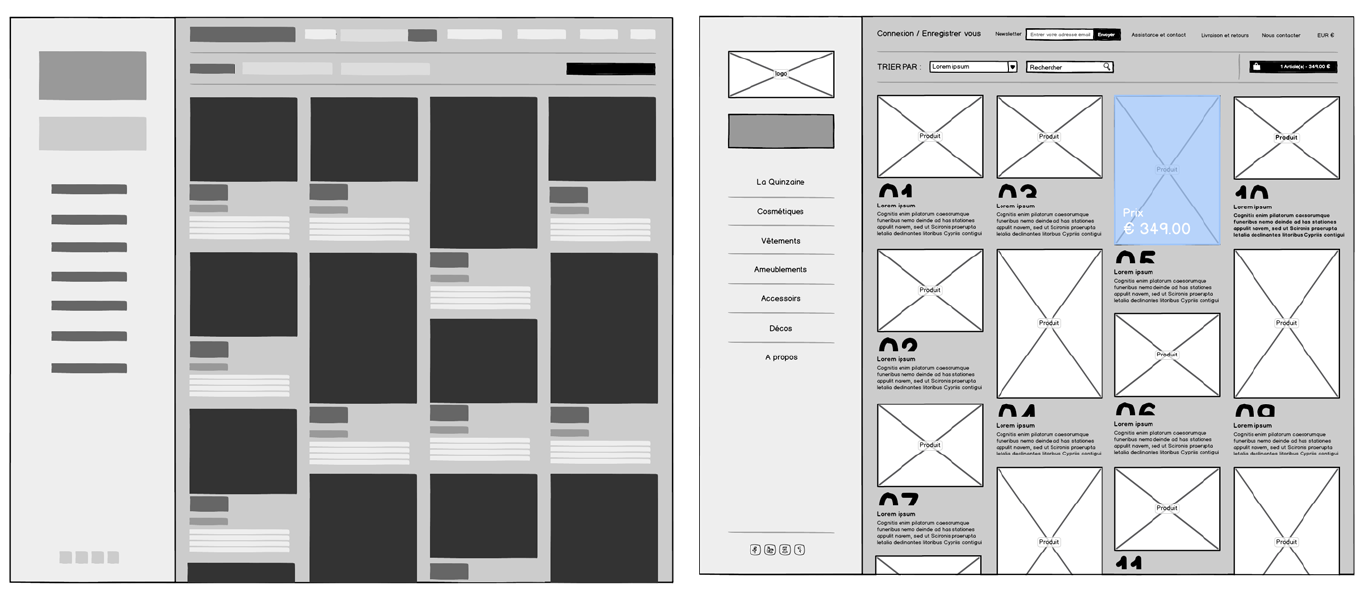 Connexion / Enregistrer vous
Newsletter
Entrer votre adresse email
Envoyer
Assistance et contact
Livraison et retours
Nous contacter
EUR €
TRIER PAR :
Lorem ipsum
Rechercher
1 Article(s) - 349,00 €
logo
La Quinzaine
Cosmétiques
Vêtements
Ameublements
Accessoirs
Décos
A propos
Produit
01
Lorem ipsum
Cognitis enim pilatorum caesorumque
funeribus nemo deinde ad has stationes
appulit navem, sed ut Scironis praerupta
letalia declinantes litoribus Cypriis contigui
Produit
02
Lorem ipsum
Cognitis enim pilatorum caesorumque
funeribus nemo deinde ad has stationes
appulit navem, sed ut Scironis praerupta
letalia declinantes litoribus Cypriis contigui
Produit
07
Lorem ipsum
Cognitis enim pilatorum caesorumque
funeribus nemo deinde ad has stationes
appulit navem, sed ut Scironis praerupta
letalia declinantes litoribus Cypriis contigui
Produit
03
Lorem ipsum
Cognitis enim pilatorum caesorumque
funeribus nemo deinde ad has stationes
appulit navem, sed ut Scironis praerupta
letalia declinantes litoribus Cypriis contigui
Produit
04
Lorem ipsum
Cognitis enim pilatorum caesorumque
funeribus nemo deinde ad has stationes
appulit navem, sed ut Scironis praerupta
letalia declinantes litoribus Cypriis contigui
Produit
Produit
Prix
€ 349.00
05
Lorem ipsum
Cognitis enim pilatorum caesorumque
funeribus nemo deinde ad has stationes
appulit navem, sed ut Scironis praerupta
letalia declinantes litoribus Cypriis contigui
Produit
06
Lorem ipsum
Cognitis enim pilatorum caesorumque
funeribus nemo deinde ad has stationes
appulit navem, sed ut Scironis praerupta
letalia declinantes litoribus Cypriis contigui
Produit
11
Produit
10
Lorem ipsum
Cognitis enim pilatorum caesorumque
funeribus nemo deinde ad has stationes
appulit navem, sed ut Scironis praerupta
letalia declinantes litoribus Cypriis contigui
Produit
Lorem ipsum
Cognitis enim pilatorum caesorumque
funeribus nemo deinde ad has stationes
appulit navem, sed ut Scironis praerupta
letalia declinantes litoribus Cypriis contigui
Produit